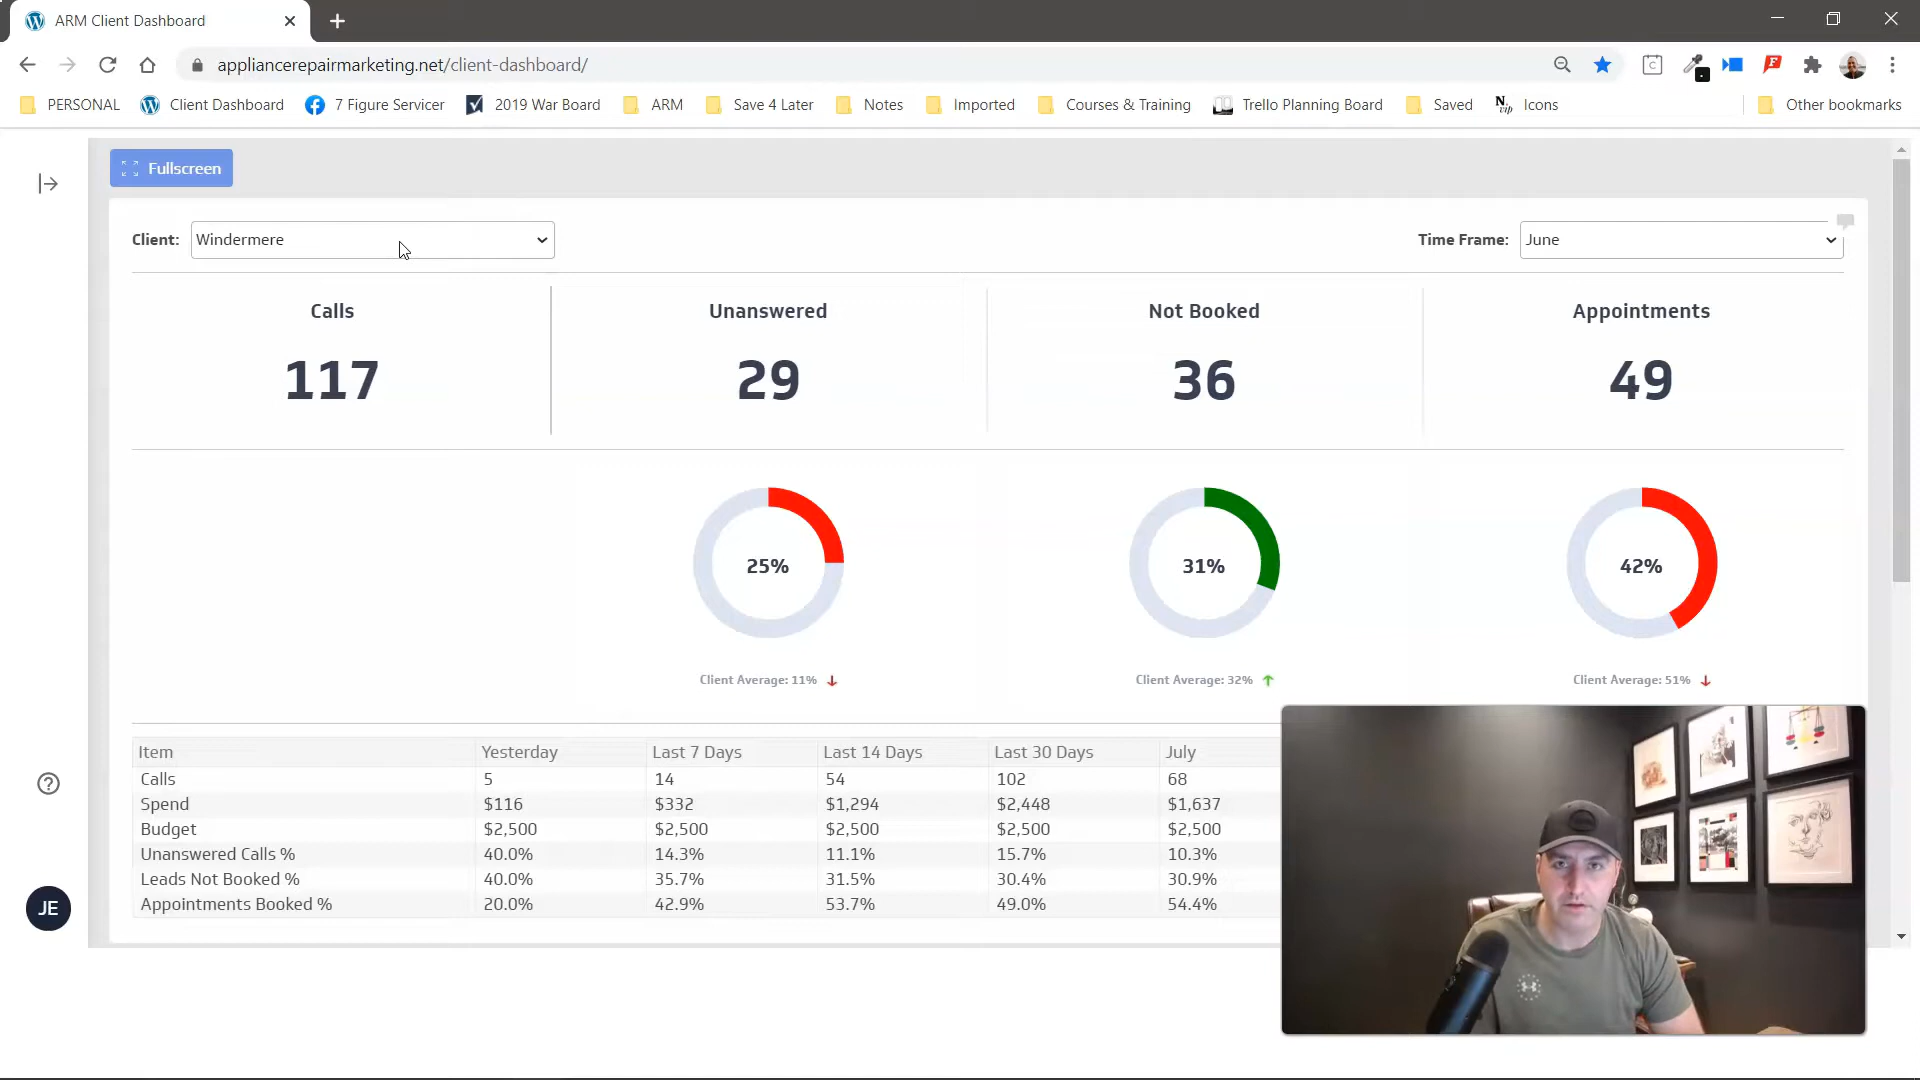 ARM Client Dashboard
appliancerepairmarketing.net/client-dashboard/
PERSONAL Client Dashboard 7 Figure Servicer 2019 War Board ARM Save 4 Later Notes Imported Courses & Training Trello Planning Board Saved Icons Other bookmarks
Fullscreen
Client: Windermere Time Frame: June
Calls Unanswered Not Booked Appointments
117 29 36 49
25% 31% 42%
Client Average: 11% Client Average: 32% Client Average: 51%
Item Yesterday Last 7 Days Last 14 Days Last 30 Days July
Calls 5 14 54 102 68
Spend $116 $332 $1,294 $2,448 $1,637
Budget $2,500 $2,500 $2,500 $2,500 $2,500
Unanswered Calls % 40.0% 14.3% 11.1% 15.7% 10.3%
Leads Not Booked % 40.0% 35.7% 31.5% 30.4% 30.9%
Appointments Booked % 20.0% 42.9% 53.7% 49.0% 54.4%
JE